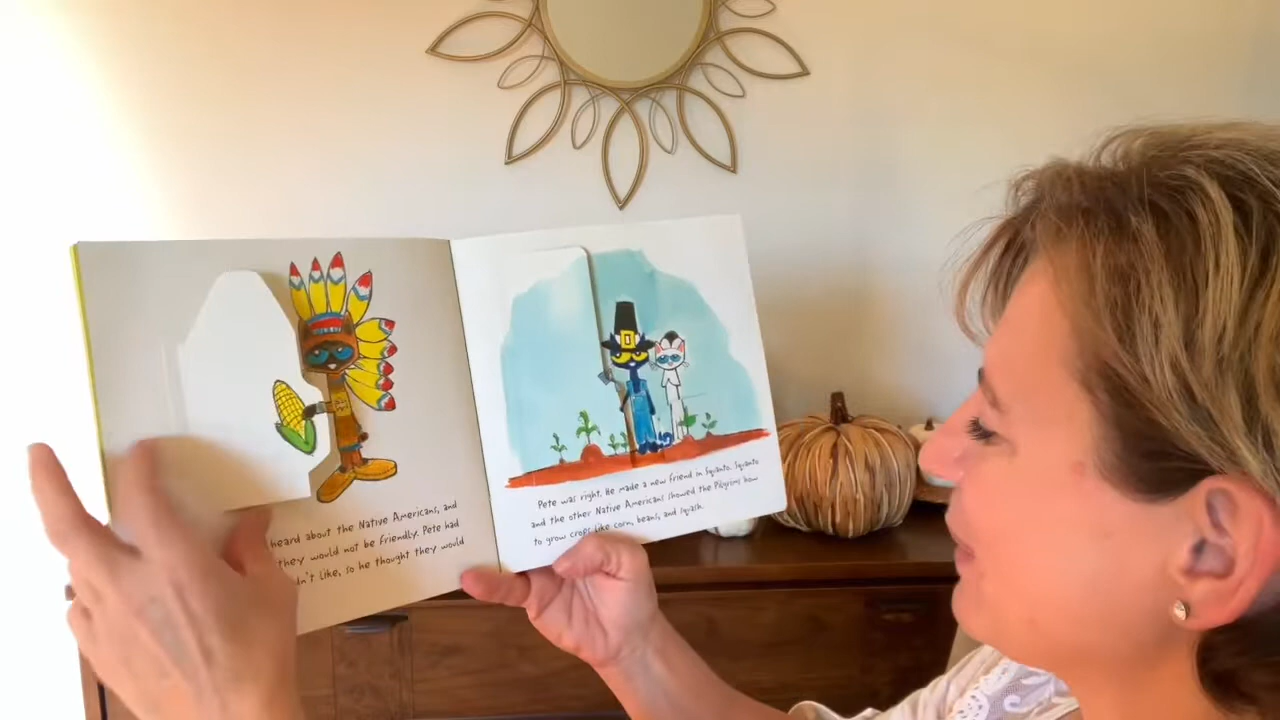 heard about the Native Americans, and
they would not be friendly. Pete had
dn't like, so he thought they would
Pete was right. He made a new friend in Squanto. Squanto
and the other Native Americans showed the Pilgrims how
to grow crops like corn, beans, and squash.